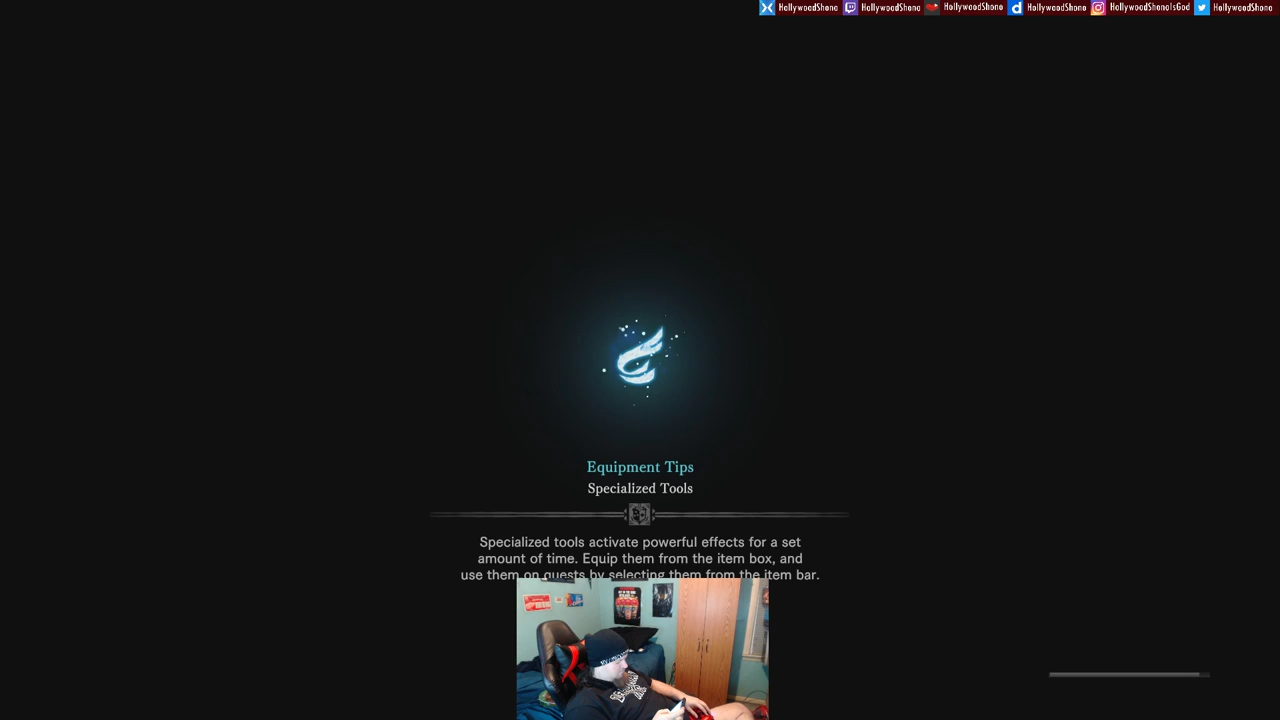 HollywoodShono HollywoodShono HollywoodShono HollywoodShono HollywoodShonoIsGod HollywoodShono
Equipment Tips
Specialized Tools
Specialized tools activate powerful effects for a set
amount of time. Equip them from the item box, and
use them on quests by selecting them from the item bar.